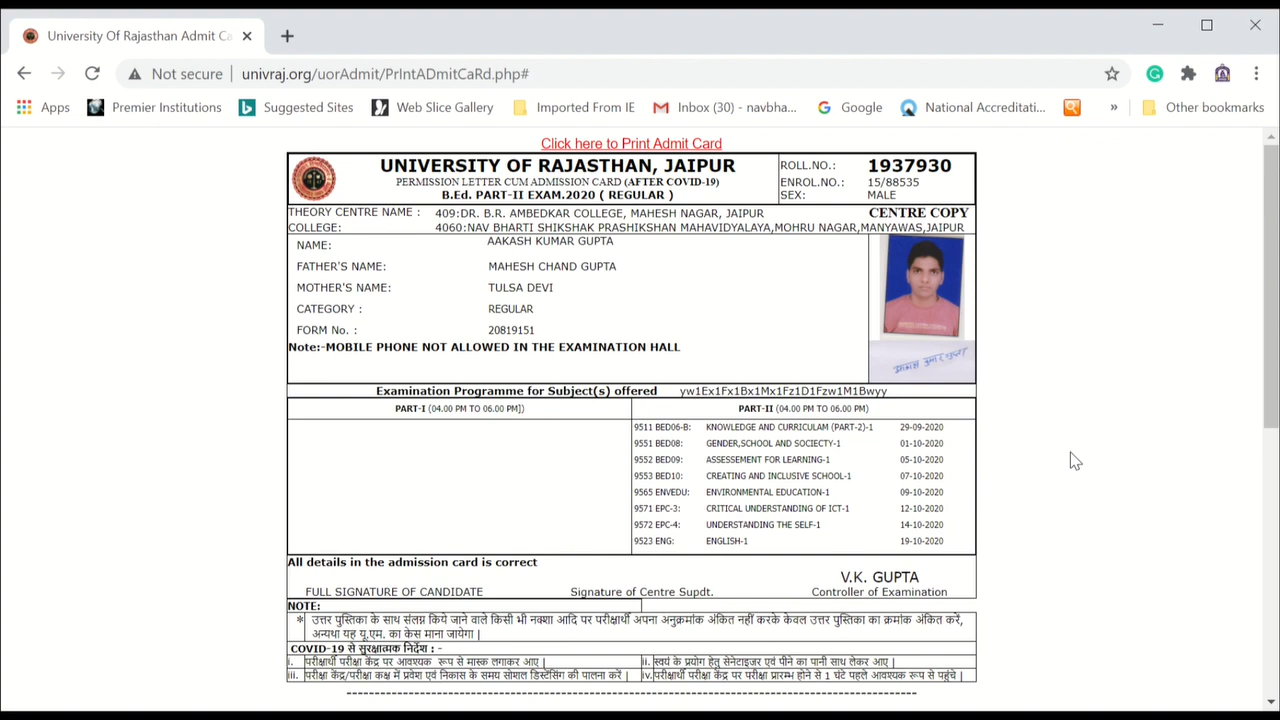 University Of Rajasthan Admit Ca
Not secure univraj.org/uorAdmit/PrIntADmitCaRd.php#
Apps Premier Institutions Suggested Sites Web Slice Gallery Imported From IE Inbox (30) - navbha... Google National Accreditati... » Other bookmarks
Click here to Print Admit Card
UNIVERSITY OF RAJASTHAN, JAIPUR
PERMISSION LETTER CUM ADMISSION CARD (AFTER COVID-19)
B.Ed. PART-II EXAM.2020 ( REGULAR )
ROLL.NO.: 1937930
ENROL.NO.: 15/88535
SEX: MALE
THEORY CENTRE NAME : 409:DR. B.R. AMBEDKAR COLLEGE, MAHESH NAGAR, JAIPUR CENTRE COPY
COLLEGE: 4060:NAV BHARTI SHIKSHAK PRASHIKSHAN MAHAVIDYALAYA,MOHRU NAGAR,MANYAWAS,JAIPUR
NAME: AAKASH KUMAR GUPTA
FATHER'S NAME: MAHESH CHAND GUPTA
MOTHER'S NAME: TULSA DEVI
CATEGORY : REGULAR
FORM No. : 20819151
Note:-MOBILE PHONE NOT ALLOWED IN THE EXAMINATION HALL
Examination Programme for Subject(s) offered yw1Ex1Fx1Bx1Mx1Fz1D1Fzw1M1Bwyy
PART-I (04.00 PM TO 06.00 PM]) PART-II (04.00 PM TO 06.00 PM)
9511 BED06-B: KNOWLEDGE AND CURRICULAM (PART-2)-1 29-09-2020
9551 BED08: GENDER,SCHOOL AND SOCIECTY-1 01-10-2020
9552 BED09: ASSESSEMENT FOR LEARNING-1 05-10-2020
9553 BED10: CREATING AND INCLUSIVE SCHOOL-1 07-10-2020
9565 ENVEDU: ENVIRONMENTAL EDUCATION-1 09-10-2020
9571 EPC-3: CRITICAL UNDERSTANDING OF ICT-1 12-10-2020
9572 EPC-4: UNDERSTANDING THE SELF-1 14-10-2020
9523 ENG: ENGLISH-1 19-10-2020
All details in the admission card is correct
V.K. GUPTA
FULL SIGNATURE OF CANDIDATE Signature of Centre Supdt. Controller of Examination
NOTE:
* उत्तर पुस्तिका के साथ संलग्न किये जाने वाले किसी भी नक्शा आदि पर परीक्षार्थी अपना अनुक्रमांक अंकित नहीं करके केवल उत्तर पुस्तिका का क्रमांक अंकित करें,
अन्यथा यह यू.एम. का केस माना जायेगा |
COVID-19 से सुरक्षात्मक निर्देश : -
i. परीक्षार्थी परीक्षा केंद्र पर आवश्यक रूप से मास्क लगाकर आए | ii. स्वयं के प्रयोग हेतु सेनेटाइजर एवं पीने का पानी साथ लेकर आए |
iii. परीक्षा केंद्र/परीक्षा कक्ष में प्रवेश एवं निकास के समय सोशल डिस्टेंसिंग की पालना करें | iv. परीक्षार्थी परीक्षा केंद्र पर परीक्षा प्रारम्भ होने से 1 घंटे पहले आवश्यक रूप से पहुंचे |